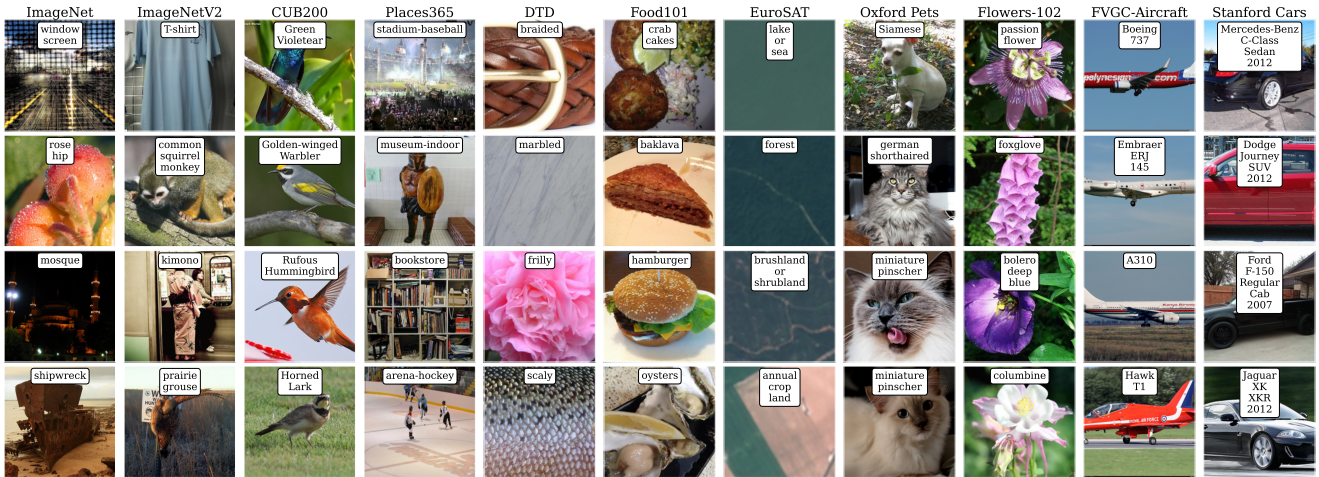 ImageNet ImageNetV2 CUB200 Places365 DTD Food101 EuroSAT Oxford Pets Flowers-102 FVGC-Aircraft Stanford Cars
window
screen
T-shirt
Green
Violetear
stadium-baseball
braided
crab
cakes
lake
or
sea
Siamese
passion
flower
Boeing
737
polynesian
com
Mercedes-Benz
C-Class
Sedan
2012
rose
hip
common
squirrel
monkey
Golden-winged
Warbler
museum-indoor
marbled
baklava
forest
german
shorthaired
foxglove
Embraer
ERJ
145
Dodge
Journey
SUV
2012
mosque
kimono
Rufous
Hummingbird
bookstore
frilly
hamburger
brushland
or
shrubland
miniature
pinscher
bolero
deep
blue
A310
Ford
F-150
Regular
Cab
2007
shipwreck
prairie
grouse
Horned
Lark
arena-hockey
scaly
oysters
annual
crop
land
miniature
pinscher
columbine
Hawk
T1
Jaguar
XK
XKR
2012